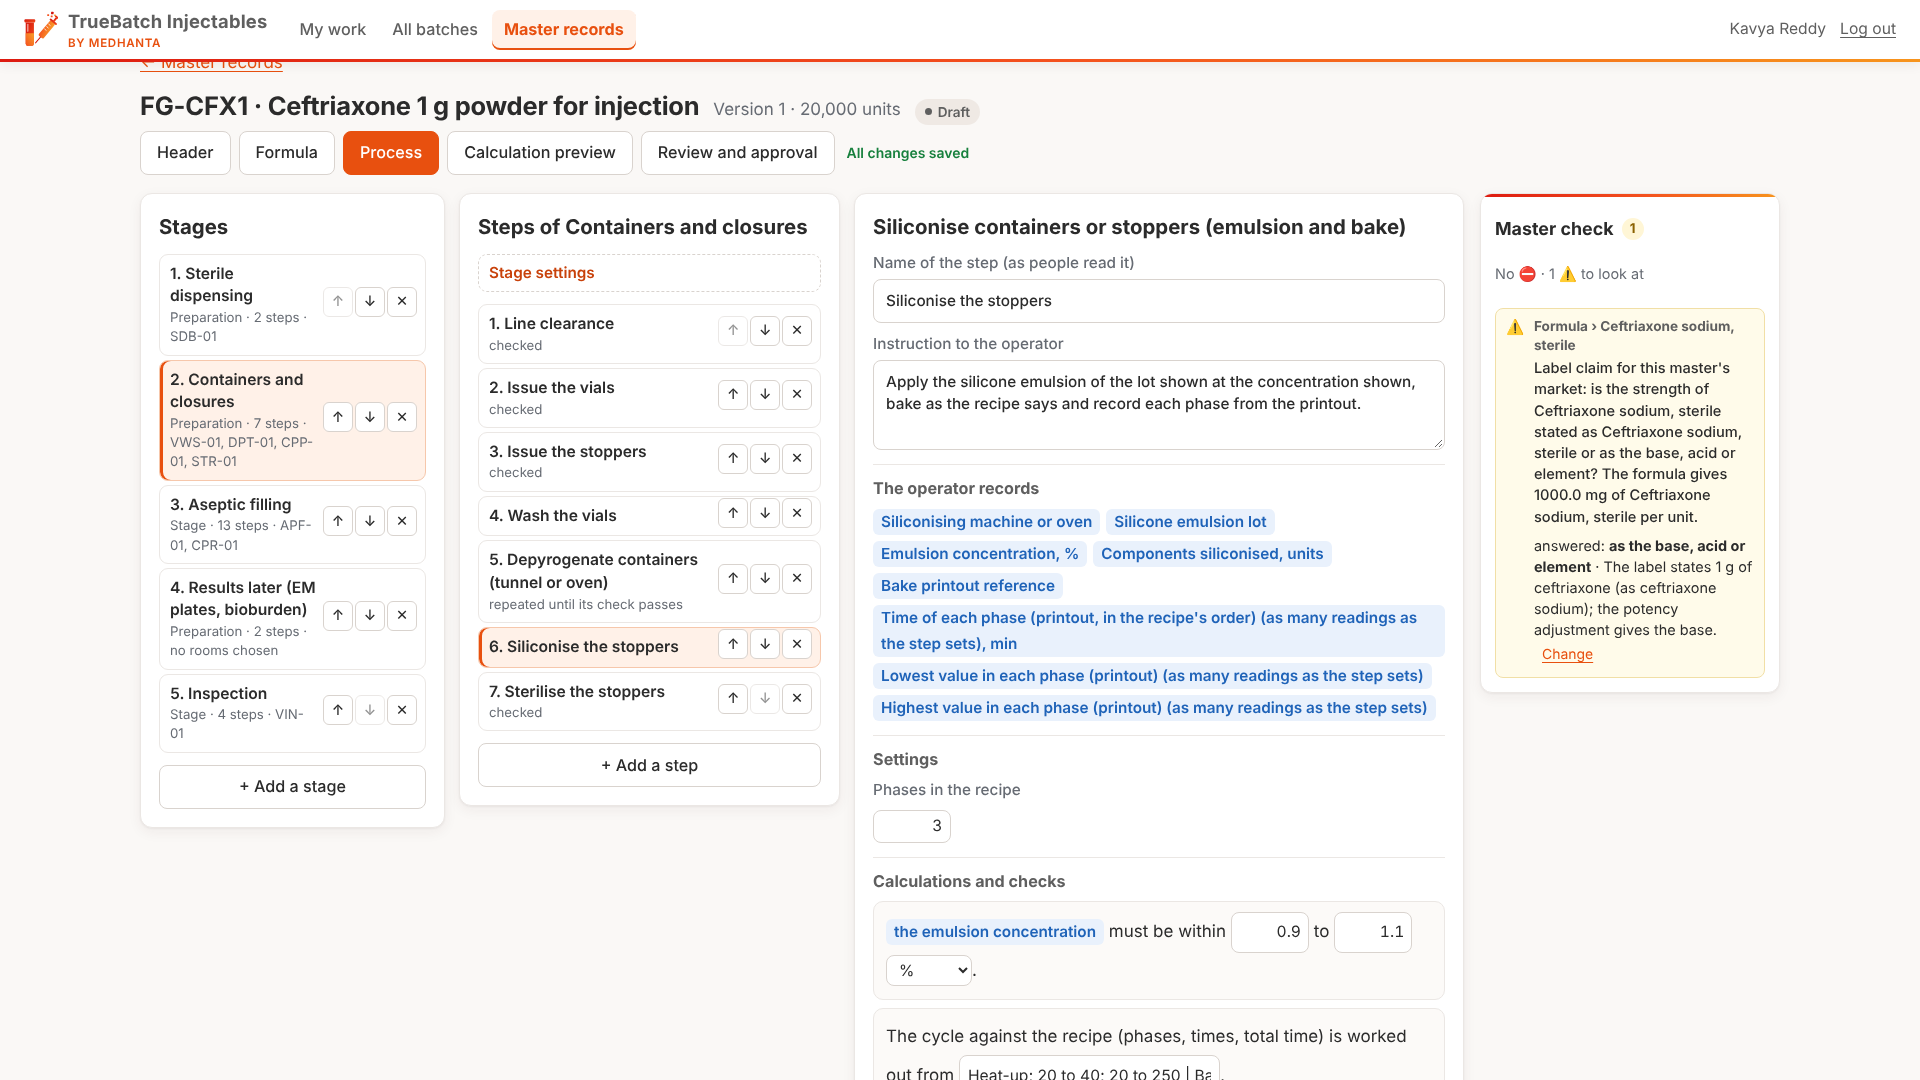 TrueBatch Injectables
BY MEDHANTA
My work
All batches
Master records
Kavya Reddy
Log out
← Master records
FG-CFX1 · Ceftriaxone 1 g powder for injection
Version 1 · 20,000 units
Draft
Header
Formula
Process
Calculation preview
Review and approval
All changes saved
Stages
1. Sterile
dispensing
Preparation · 2 steps ·
SDB-01
↑ ↓ ×
2. Containers and
closures
Preparation · 7 steps ·
VWS-01, DPT-01, CPP-
01, STR-01
↑ ↓ ×
3. Aseptic filling
Stage · 13 steps · APF-
01, CPR-01
↑ ↓ ×
4. Results later (EM
plates, bioburden)
Preparation · 2 steps ·
no rooms chosen
↑ ↓ ×
5. Inspection
Stage · 4 steps · VIN-
01
↑ ↓ ×
+ Add a stage
Steps of Containers and closures
Stage settings
1. Line clearance
checked
↑ ↓ ×
2. Issue the vials
checked
↑ ↓ ×
3. Issue the stoppers
checked
↑ ↓ ×
4. Wash the vials
↑ ↓ ×
5. Depyrogenate containers
(tunnel or oven)
repeated until its check passes
↑ ↓ ×
6. Siliconise the stoppers
↑ ↓ ×
7. Sterilise the stoppers
checked
↑ ↓ ×
+ Add a step
Siliconise containers or stoppers (emulsion and bake)
Name of the step (as people read it)
Siliconise the stoppers
Instruction to the operator
Apply the silicone emulsion of the lot shown at the concentration shown,
bake as the recipe says and record each phase from the printout.
The operator records
Siliconising machine or oven
Silicone emulsion lot
Emulsion concentration, %
Components siliconised, units
Bake printout reference
Time of each phase (printout, in the recipe's order) (as many readings as
the step sets), min
Lowest value in each phase (printout) (as many readings as the step sets)
Highest value in each phase (printout) (as many readings as the step sets)
Settings
Phases in the recipe
3
Calculations and checks
the emulsion concentration must be within 0.9 to 1.1
% .
The cycle against the recipe (phases, times, total time) is worked
out from Heat-up: 20 to 40: 20 to 250 | Ba .
Master check 1
No ⛔ · 1 ⚠️ to look at
⚠️ Formula › Ceftriaxone sodium,
sterile
Label claim for this master's
market: is the strength of
Ceftriaxone sodium, sterile
stated as Ceftriaxone sodium,
sterile or as the base, acid or
element? The formula gives
1000.0 mg of Ceftriaxone
sodium, sterile per unit.
answered: as the base, acid or
element · The label states 1 g of
ceftriaxone (as ceftriaxone
sodium); the potency
adjustment gives the base.
Change